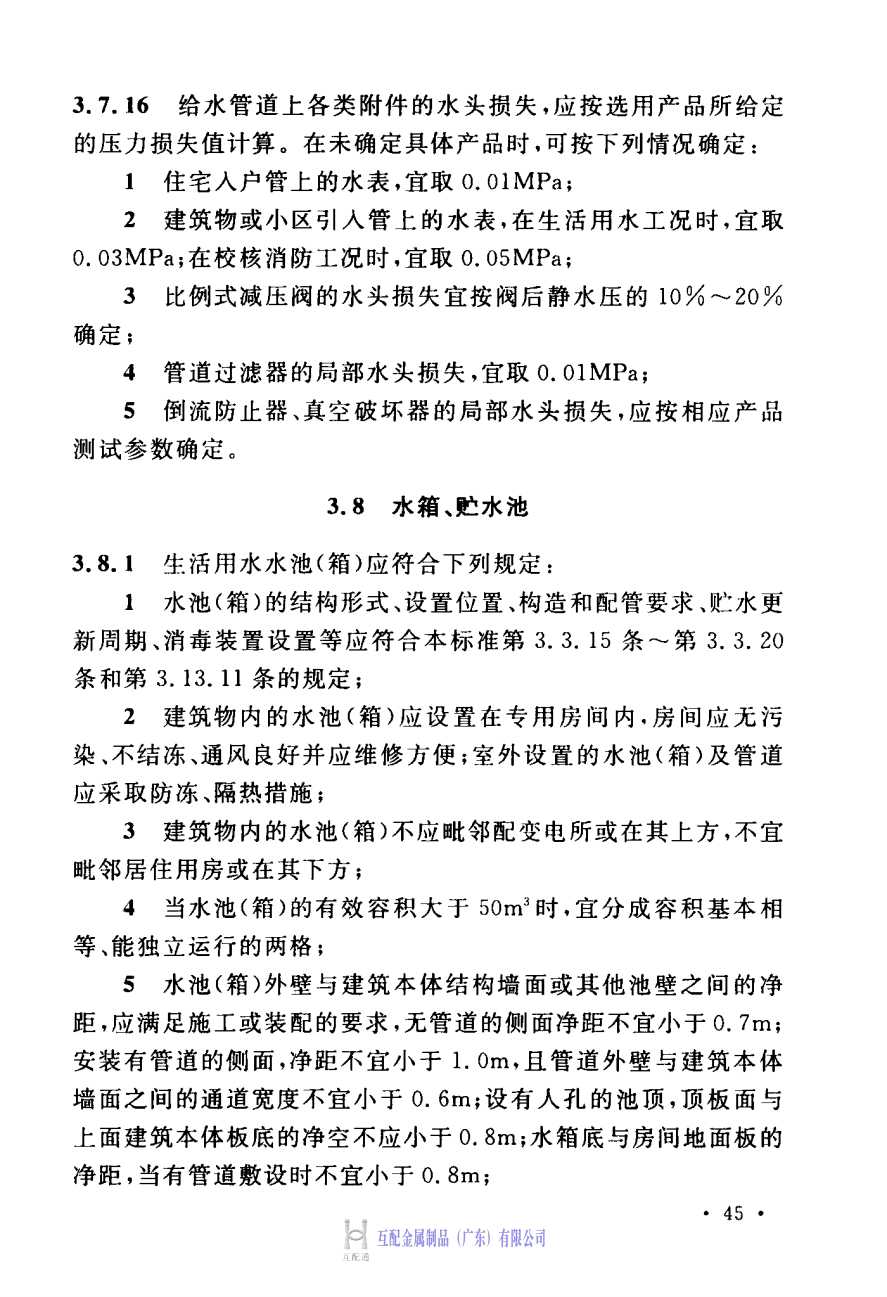 3.7.16 给水管道上各类附件的水头损失,应按选用产品所给定
的压力损失值计算。在未确定具体产品时,可按下列情况确定:
1 住宅入户管上的水表,宜取 0.01MPa;
2 建筑物或小区引入管上的水表,在生活用水工况时,宜取
0.03MPa;在校核消防工况时,宜取 0.05MPa;
3 比例式减压阀的水头损失宜按阀后静水压的 10%～20%
确定;
4 管道过滤器的局部水头损失,宜取 0.01MPa;
5 倒流防止器、真空破坏器的局部水头损失,应按相应产品
测试参数确定。
3.8 水箱、贮水池
3.8.1 生活用水水池(箱)应符合下列规定:
1 水池(箱)的结构形式、设置位置、构造和配管要求、贮水更
新周期、消毒装置设置等应符合本标准第 3.3.15 条～第 3.3.20
条和第 3.13.11 条的规定;
2 建筑物内的水池(箱)应设置在专用房间内,房间应无污
染、不结冻、通风良好并应维修方便;室外设置的水池(箱)及管道
应采取防冻、隔热措施;
3 建筑物内的水池(箱)不应毗邻配变电所或在其上方,不宜
毗邻居住用房或在其下方;
4 当水池(箱)的有效容积大于 50m³时,宜分成容积基本相
等、能独立运行的两格;
5 水池(箱)外壁与建筑本体结构墙面或其他池壁之间的净
距,应满足施工或装配的要求,无管道的侧面净距不宜小于 0.7m;
安装有管道的侧面,净距不宜小于 1.0m,且管道外壁与建筑本体
墙面之间的通道宽度不宜小于 0.6m;设有人孔的池顶,顶板面与
上面建筑本体板底的净空不应小于 0.8m;水箱底与房间地面板的
净距,当有管道敷设时不宜小于 0.8m;
• 45 •
互配金属制品(广东)有限公司
互配通